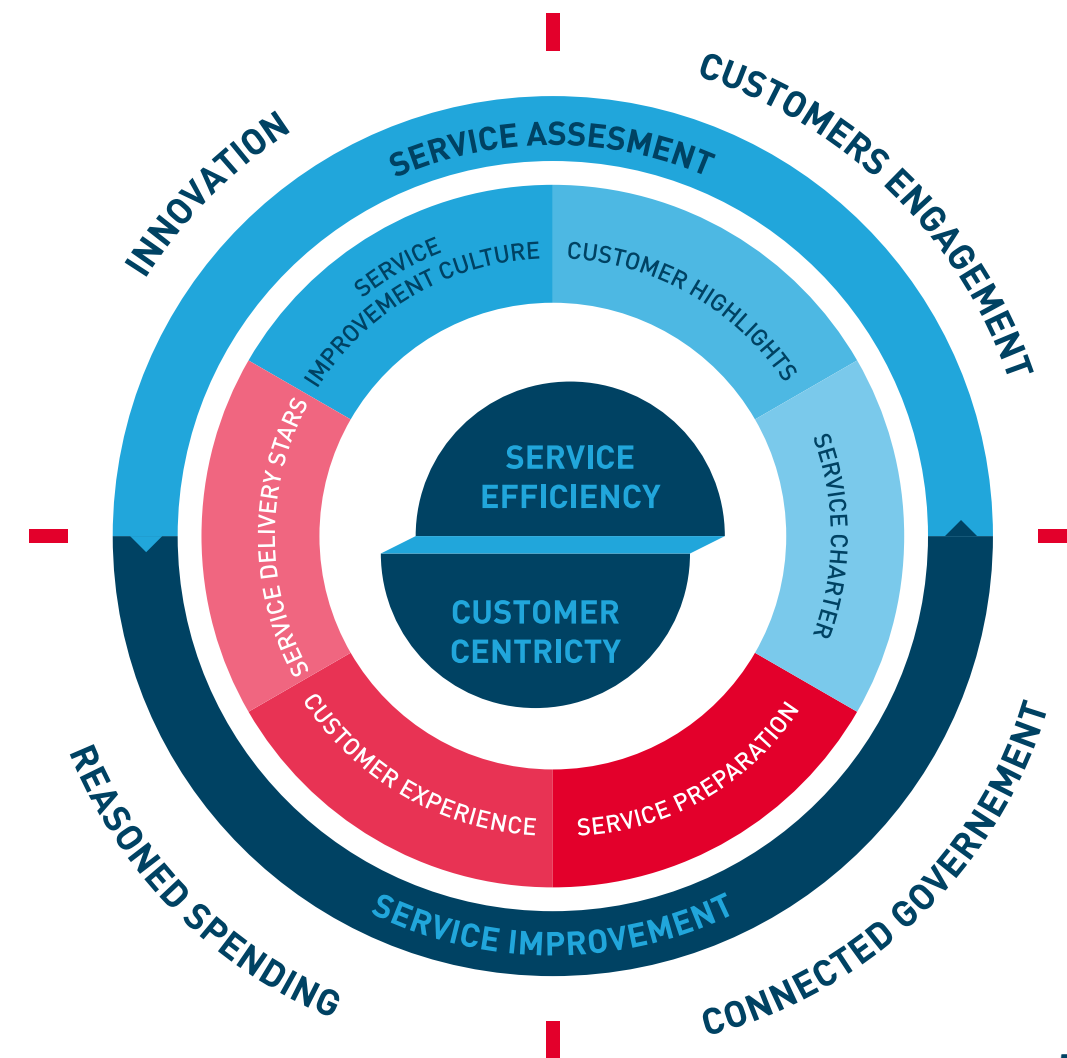 INNOVATION
CUSTOMERS ENGAGEMENT
SERVICE ASSESMENT
SERVICE
IMPROVEMENT CULTURE
CUSTOMER HIGHLIGHTS
SERVICE DELIVERY STARS
SERVICE CHARTER
SERVICE
EFFICIENCY
CUSTOMER
CENTRICTY
CUSTOMER EXPERIENCE
SERVICE PREPARATION
SERVICE IMPROVEMENT
REASONED SPENDING
CONNECTED GOVERNEMENT